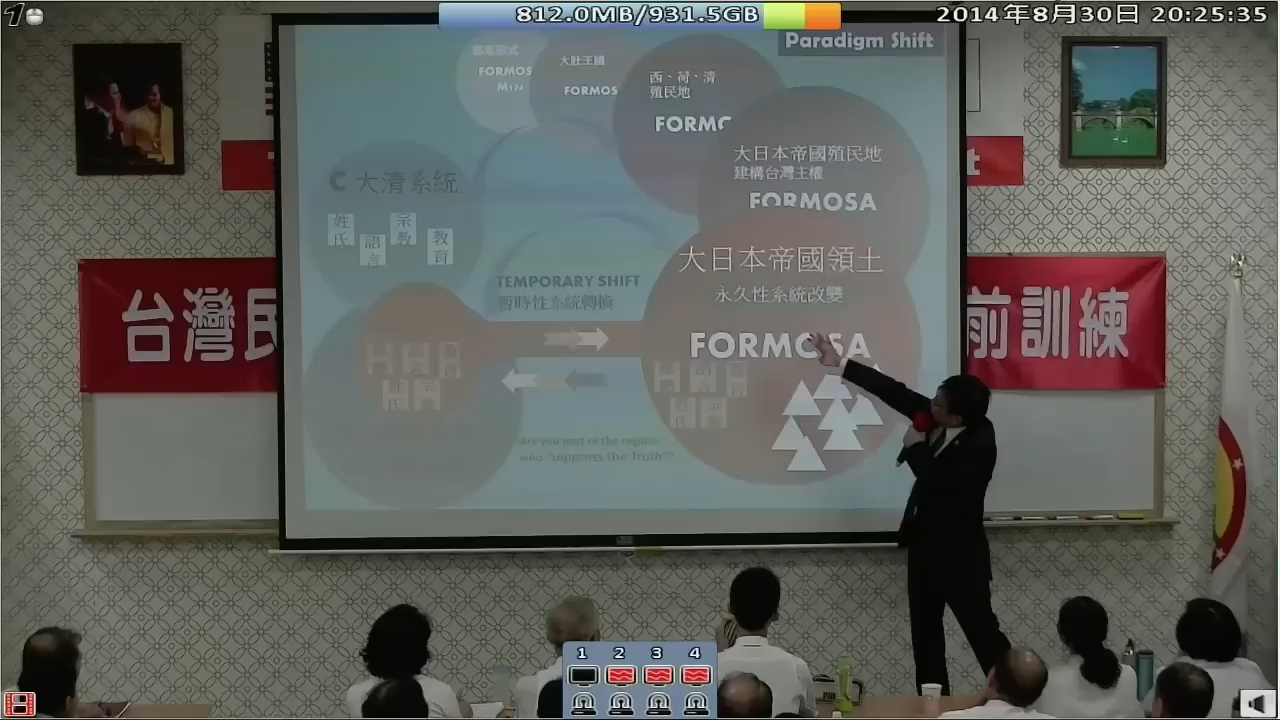 1
812.0MB/931.5GB
2014年8月30日 20:25:35
Paradigm Shift
部落形式
FORMOS
大肚王國
FORMOS
西、荷、清
殖民地
FORMC
大日本帝國殖民地
建構台灣主權
FORMOSA
C 大清系統
姓氏
語言
宗教
教育
TEMPORARY SHIFT
暫時性系統轉換
大日本帝國領土
永久性系統改變
FORMOSA
Are you part of the regime
who "suppress the Truth"?
台灣民
前訓練
t
1 2 3 4